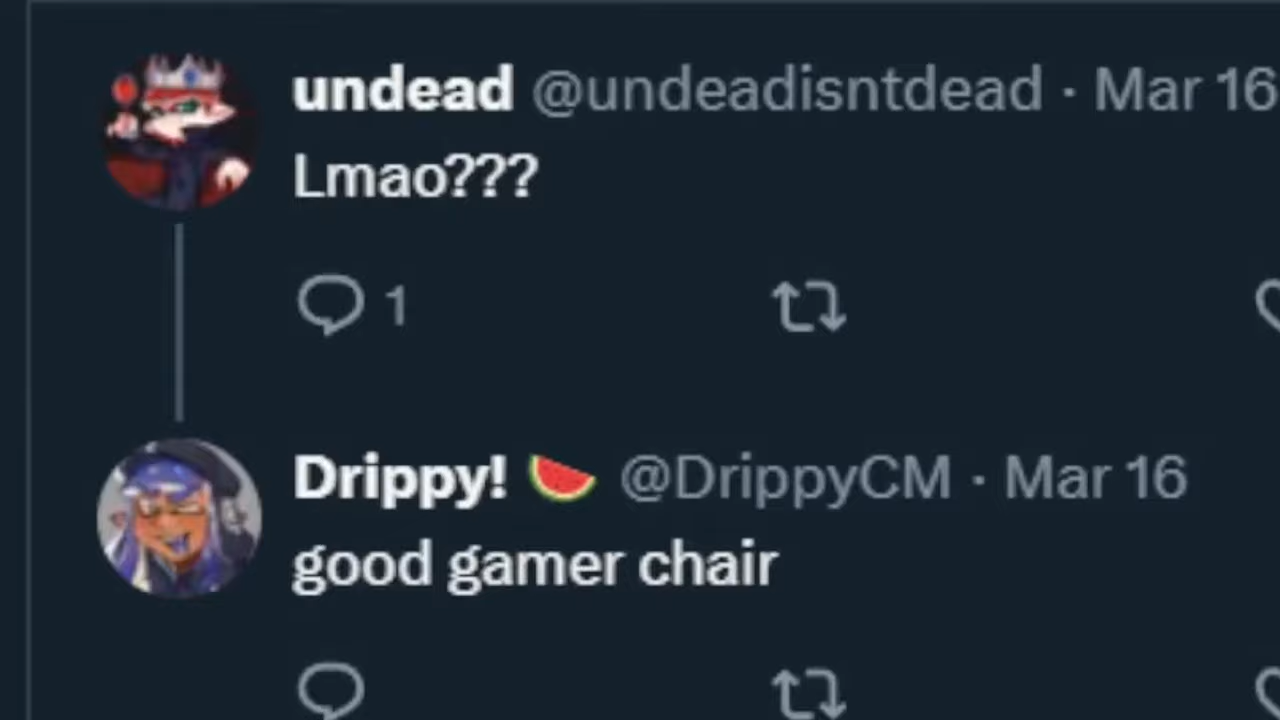 undead @undeadisntdead · Mar 16
Lmao???
1
Drippy! 🍉 @DrippyCM · Mar 16
good gamer chair